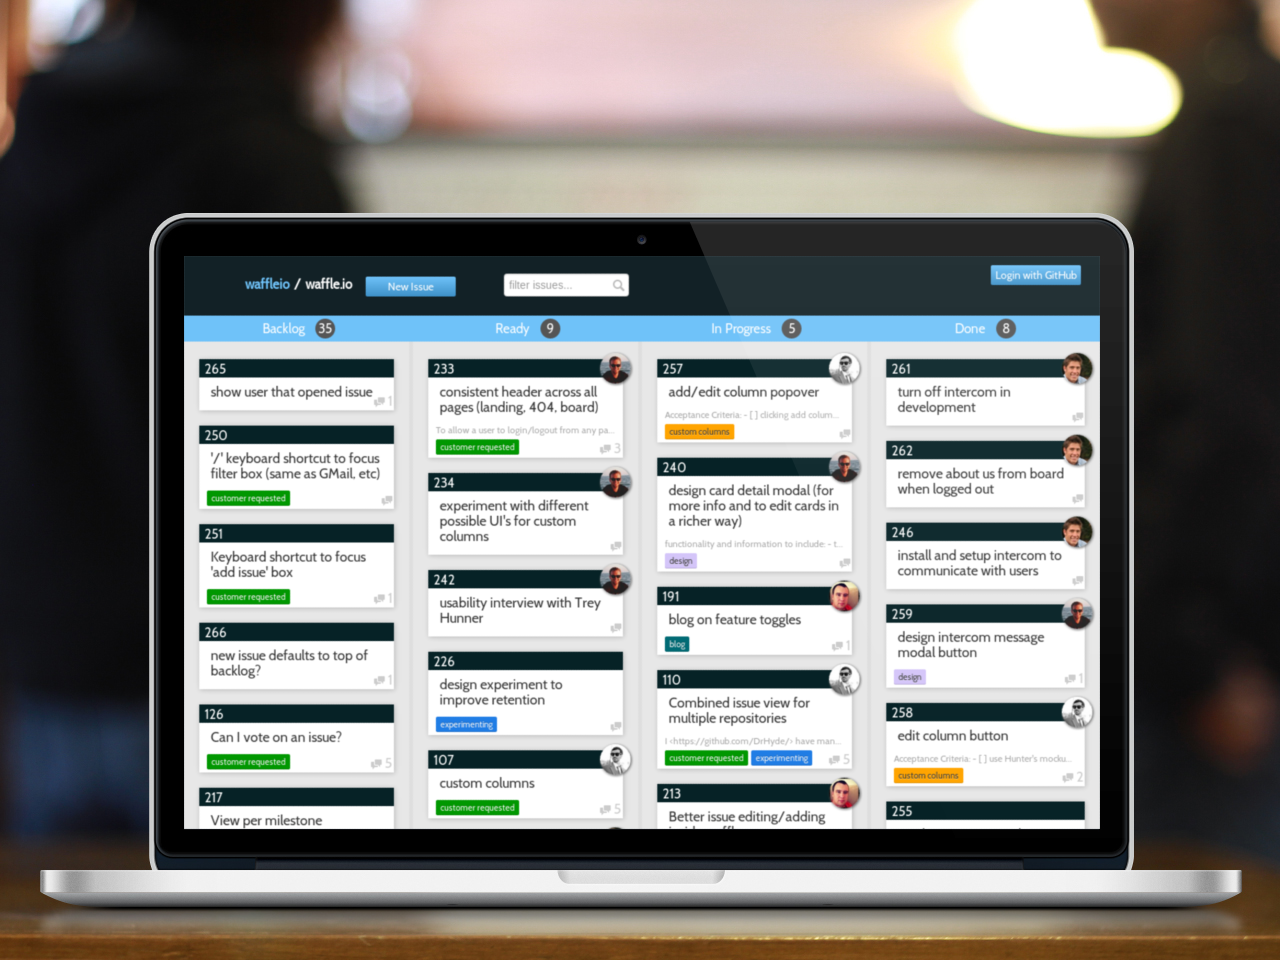 waffleio / waffle.io
New Issue
filter issues...
Login with GitHub
Backlog 35
Ready 9
In Progress 5
Done 8
265
show user that opened issue
1
250
'/' keyboard shortcut to focus
filter box (same as GMail, etc)
customer requested
251
Keyboard shortcut to focus
'add issue' box
customer requested
1
266
new issue defaults to top of
backlog?
1
126
Can I vote on an issue?
customer requested
5
217
View per milestone
233
consistent header across all
pages (landing, 404, board)
To allow a user to login/logout from any pa...
customer requested
3
234
experiment with different
possible UI's for custom
columns
242
usability interview with Trey
Hunner
226
design experiment to
improve retention
experimenting
107
custom columns
customer requested
5
257
add/edit column popover
Acceptance Criteria: - [ ] clicking add colum...
custom columns
240
design card detail modal (for
more info and to edit cards in
a richer way)
functionality and information to include: - t...
design
191
blog on feature toggles
blog
1
110
Combined issue view for
multiple repositories
I <https://github.com/DrHyde/> have man...
customer requested experimenting
5
213
Better issue editing/adding
261
turn off intercom in
development
262
remove about us from board
when logged out
246
install and setup intercom to
communicate with users
259
design intercom message
modal button
design
1
258
edit column button
Acceptance Criteria: - [ ] use Hunter's mocku...
custom columns
2
255